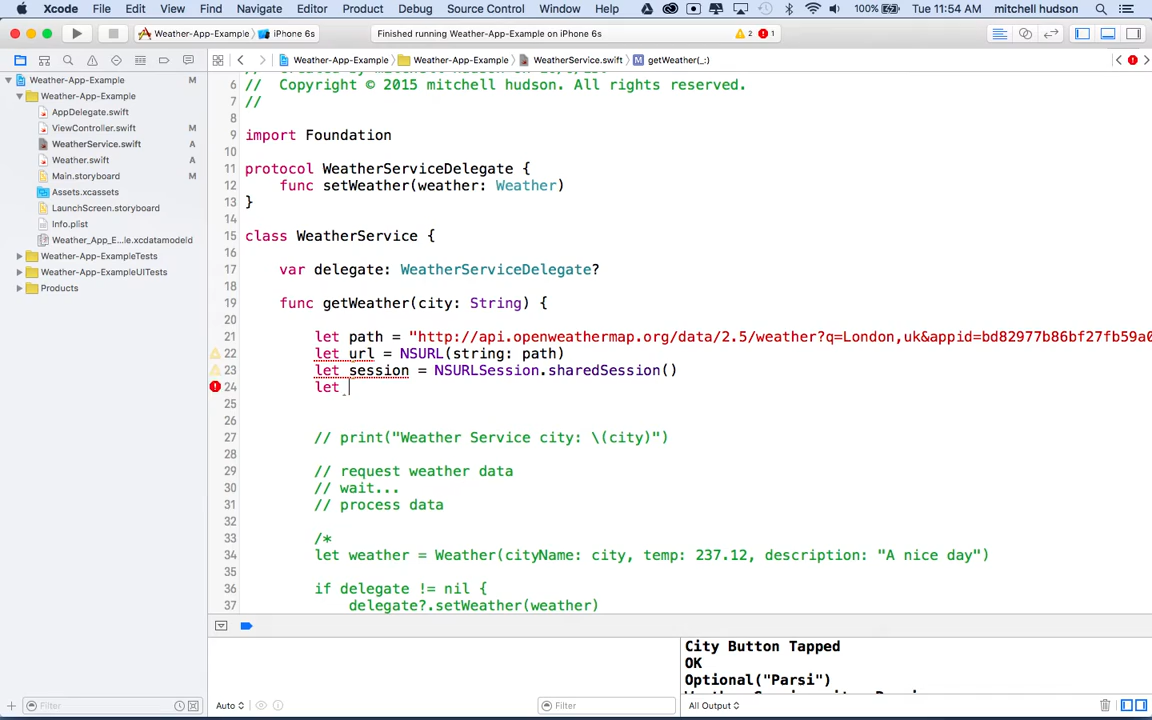 Xcode File Edit View Find Navigate Editor Product Debug Source Control Window Help 100% Tue 11:54 AM mitchell hudson
Weather-App-Example iPhone 6s Finished running Weather-App-Example on iPhone 6s 2 1
Weather-App-Example Weather-App-Example WeatherService.swift M getWeather(_:)
Weather-App-Example M
Weather-App-Example
AppDelegate.swift
ViewController.swift M
WeatherService.swift A
Weather.swift A
Main.storyboard M
Assets.xcassets
LaunchScreen.storyboard
Info.plist
Weather_App_E...le.xcdatamodeld
Weather-App-ExampleTests
Weather-App-ExampleUITests
Products
6 // Copyright © 2015 mitchell hudson. All rights reserved.
7 //
8
9 import Foundation
10
11 protocol WeatherServiceDelegate {
12 func setWeather(weather: Weather)
13 }
14
15 class WeatherService {
16
17 var delegate: WeatherServiceDelegate?
18
19 func getWeather(city: String) {
20
21 let path = "http://api.openweathermap.org/data/2.5/weather?q=London,uk&appid=bd82977b86bf27fb59a0
22 let url = NSURL(string: path)
23 let session = NSURLSession.sharedSession()
24 let
25
26
27 // print("Weather Service city: \(city)")
28
29 // request weather data
30 // wait...
31 // process data
32
33 /*
34 let weather = Weather(cityName: city, temp: 237.12, description: "A nice day")
35
36 if delegate != nil {
37 delegate?.setWeather(weather)
City Button Tapped
OK
Optional("Parsi")
Filter Auto Filter All Output